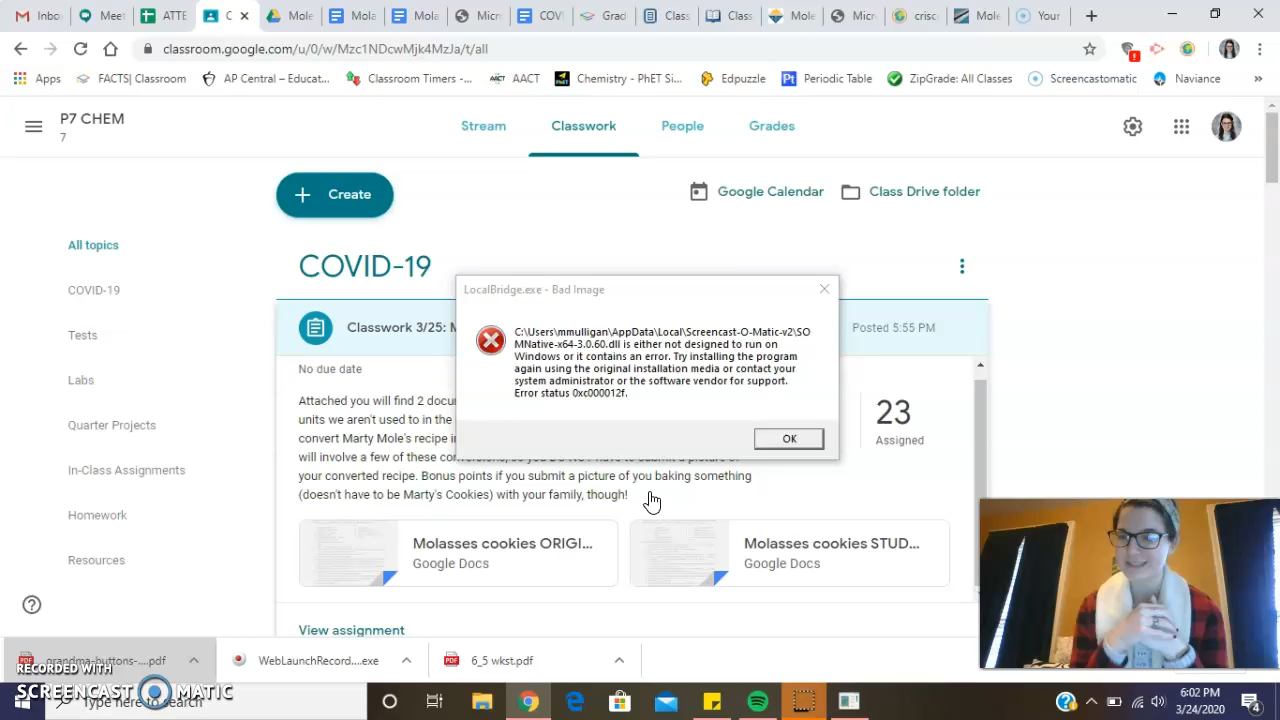 Inbo
Meet
ATTE
C
Mole
Mola
Mola
Micr
COVI
Grad
Class
Class
Mole
Micr
crisco
Mole
Your
classroom.google.com/u/0/w/Mzc1NDcwMjk4MzJa/t/all
Apps
FACTS| Classroom
AP Central – Educat...
Classroom Timers -...
AACT
AACT
Chemistry - PhET Si...
Edpuzzle
Pt
Periodic Table
ZipGrade: All Classes
Screencastomatic
Naviance
»
P7 CHEM
7
Stream
Classwork
People
Grades
Create
Google Calendar
Class Drive folder
All topics
COVID-19
Tests
Labs
Quarter Projects
In-Class Assignments
Homework
Resources
COVID-19
Classwork 3/25: M
Posted 5:55 PM
No due date
Attached you will find 2 docu
units we aren't used to in the
convert Marty Mole's recipe i
will involve a few of these
your converted recipe. Bonus points if you submit a picture of you baking something
(doesn't have to be Marty's Cookies) with your family, though!
23
Assigned
LocalBridge.exe - Bad Image
C:\Users\mmulligan\AppData\Local\Screencast-O-Matic-v2\SO
MNative-x64-3.0.60.dll is either not designed to run on
Windows or it contains an error. Try installing the program
again using the original installation media or contact your
system administrator or the software vendor for support.
Error status 0xc000012f.
OK
Molasses cookies ORIGI...
Google Docs
Molasses cookies STUD...
Google Docs
View assignment
grandma-buttons-....pdf
WebLaunchRecord....exe
6_5 wkst.pdf
RECORDED WITH
SCREENCAST MATIC
Type here to search
6:02 PM
3/24/2020
4